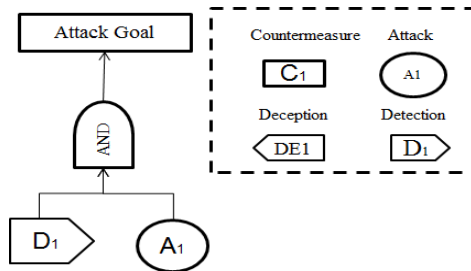 Attack Goal
AND
D1
A1
Countermeasure Attack
C1
A1
Deception Detection
DE1
D1